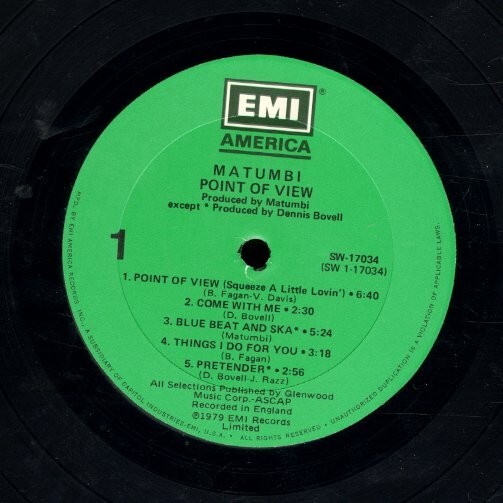 EMI ®
AMERICA
MATUMBI
POINT OF VIEW
Produced by Matumbi
except * Produced by Dennis Bovell
1
SW-17034
(SW 1-17034)
1. POINT OF VIEW (Squeeze A Little Lovin') • 6:40
(B. Fagan-V. Davis)
2. COME WITH ME • 2:30
(D. Bovell)
3. BLUE BEAT AND SKA* • 5:24
(Matumbi)
4. THINGS I DO FOR YOU • 3:18
(B. Fagan)
5. PRETENDER* • 2:56
(D. Bovell-J. Razz)
All Selections Published by Glenwood
Music Corp.-ASCAP
Recorded in England
©1979 EMI Records
Limited
MFD. BY EMI AMERICA RECORDS, INC., A SUBSIDIARY OF CAPITOL INDUSTRIES-EMI, U.S.A. • ALL RIGHTS RESERVED • UNAUTHORIZED DUPLICATION IS A VIOLATION OF APPLICABLE LAWS.